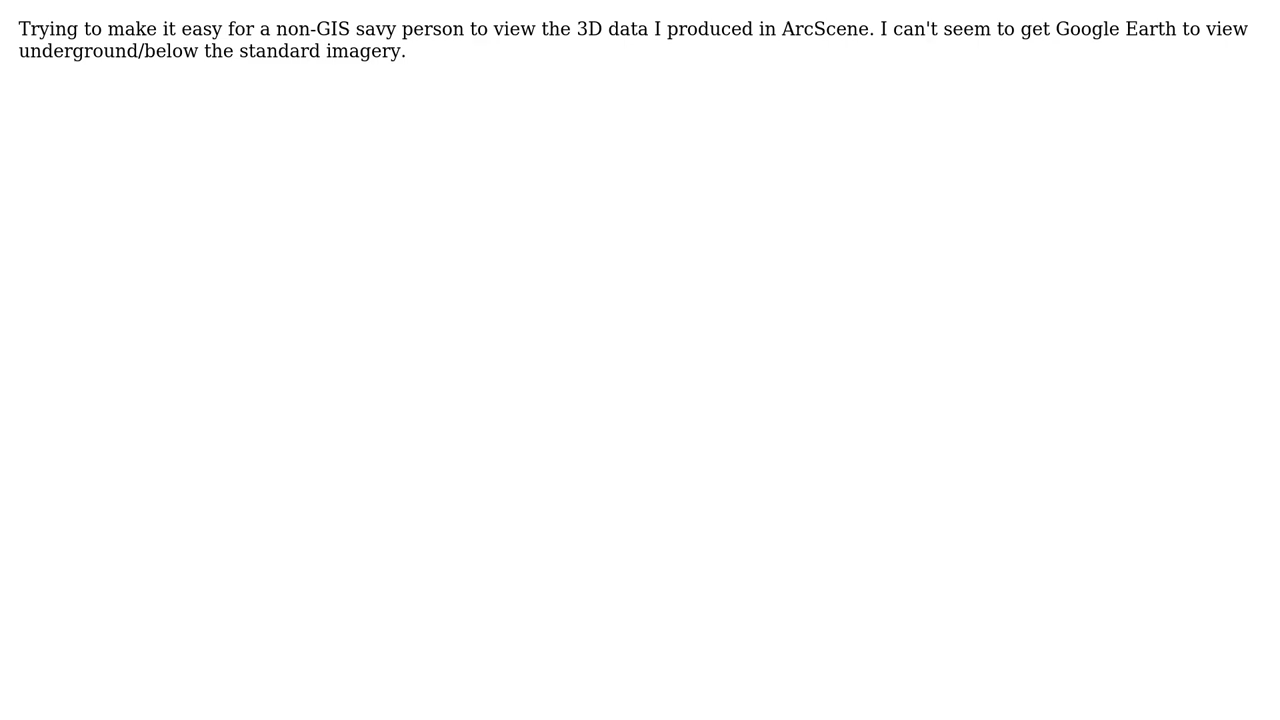 Trying to make it easy for a non-GIS savy person to view the 3D data I produced in ArcScene. I can't seem to get Google Earth to view
underground/below the standard imagery.